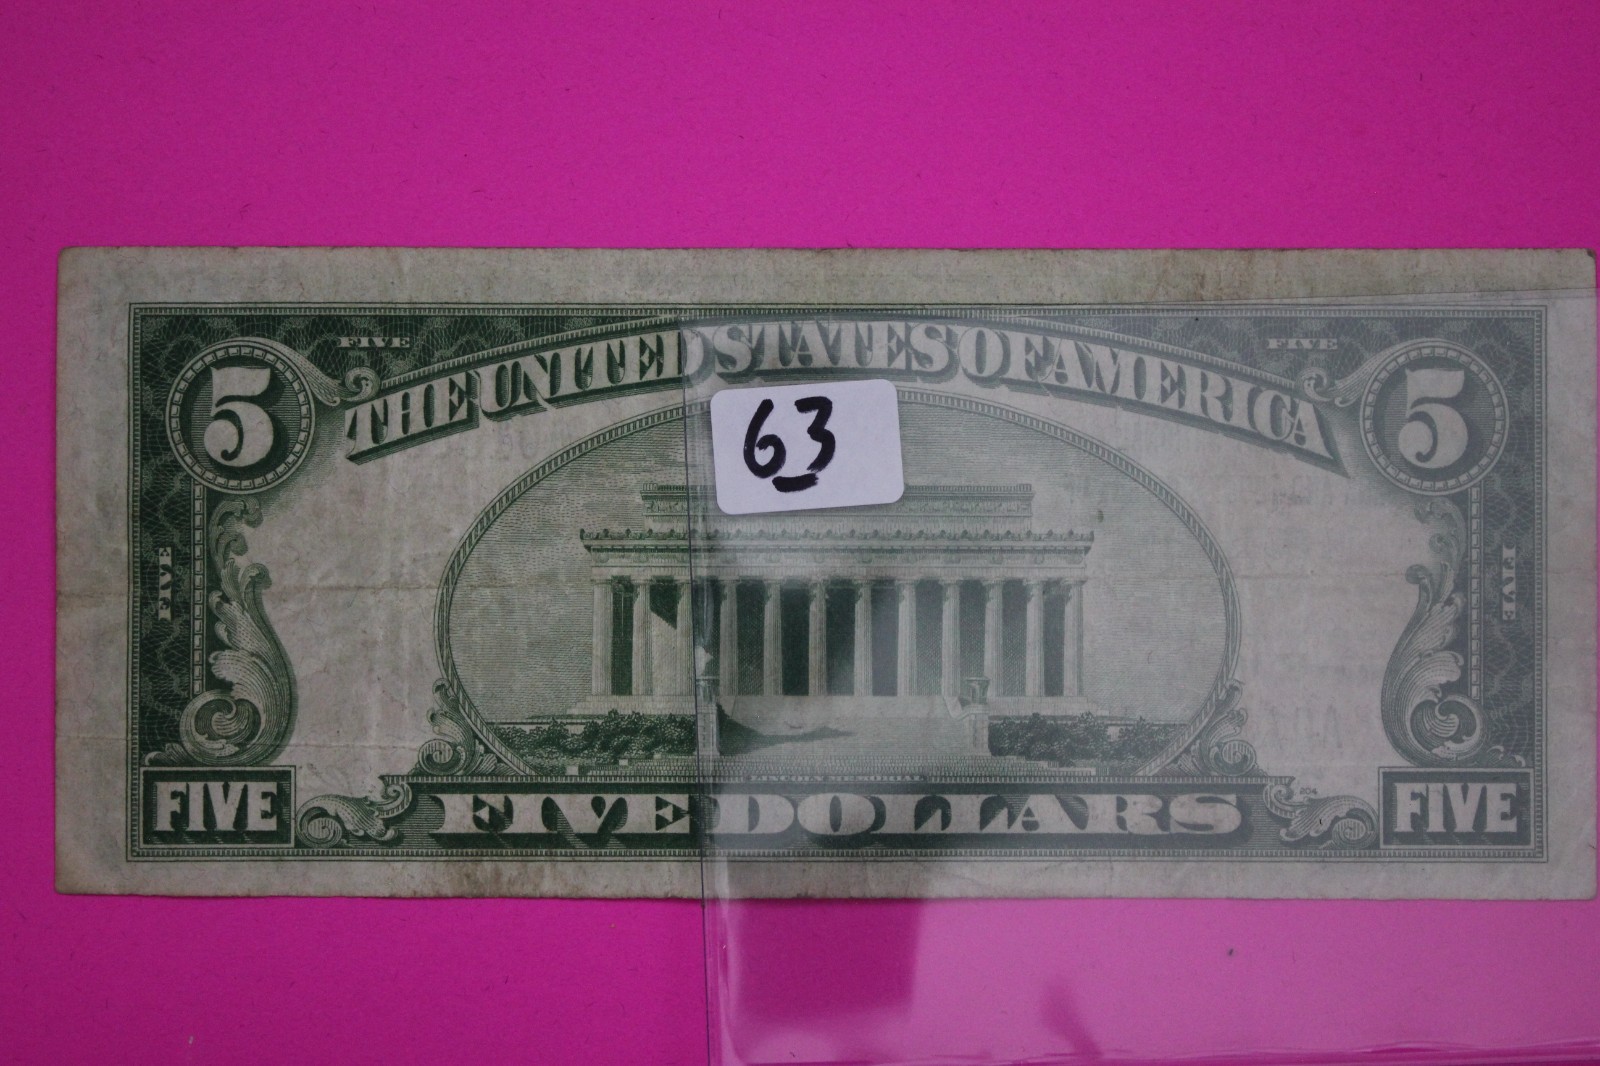 FIVE FIVE
5 THE UNITED STATES OF AMERICA 5
63
FIVE FIVE
LINCOLN MEMORIAL
FIVE FIVE DOLLARS FIVE